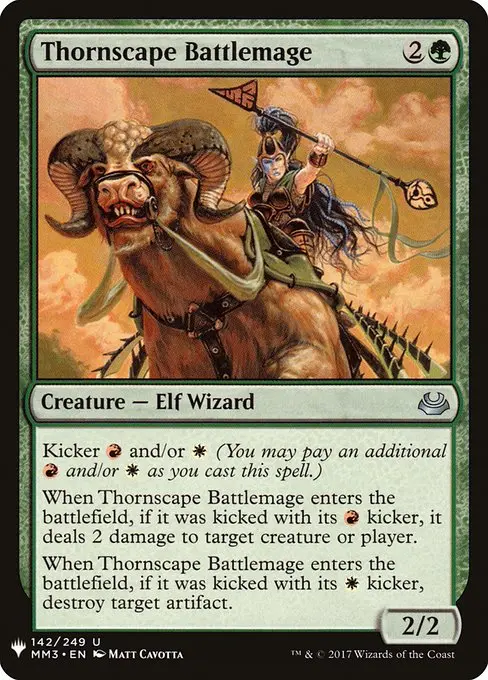 Thornscape Battlemage 2
Creature — Elf Wizard
Kicker and/or (You may pay an additional
and/or as you cast this spell.)
When Thornscape Battlemage enters the
battlefield, if it was kicked with its kicker, it
deals 2 damage to target creature or player.
When Thornscape Battlemage enters the
battlefield, if it was kicked with its kicker,
destroy target artifact.
2/2
142/249 U
MM3 • EN Matt Cavotta
™ & © 2017 Wizards of the Coast